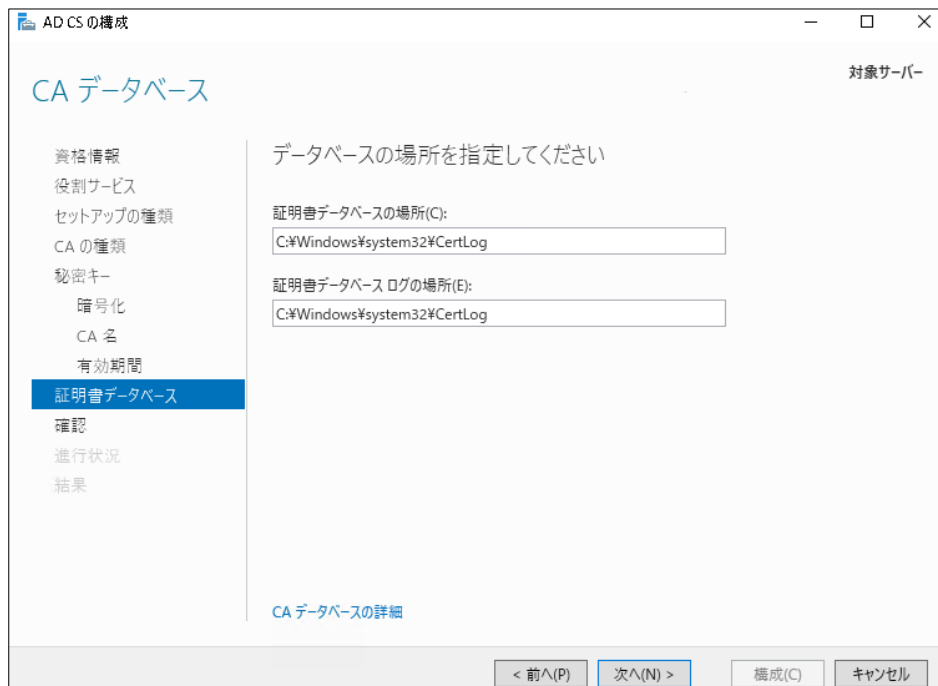 AD CS の構成
対象サーバー
CA データベース
資格情報
役割サービス
セットアップの種類
CA の種類
秘密キー
暗号化
CA 名
有効期間
証明書データベース
確認
進行状況
結果
データベースの場所を指定してください
証明書データベースの場所(C):
C:¥Windows¥system32¥CertLog
証明書データベース ログの場所(E):
C:¥Windows¥system32¥CertLog
CA データベースの詳細
< 前へ(P)
次へ(N) >
構成(C)
キャンセル